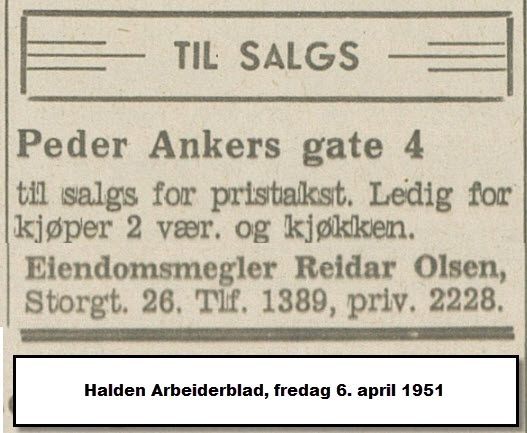 TIL SALGS
Peder Ankers gate 4
til salgs for pristakst. Ledig for
kjøper 2 vær. og kjøkken.
Eiendomsmegler Reidar Olsen,
Storgt. 26. Tlf. 1389, priv. 2228.
Halden Arbeiderblad, fredag 6. april 1951